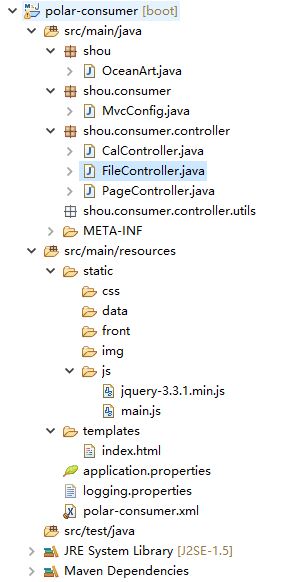 polar-consumer [boot]
src/main/java
shou
OceanArt.java
shou.consumer
MvcConfig.java
shou.consumer.controller
CalController.java
FileController.java
PageController.java
shou.consumer.controller.utils
META-INF
src/main/resources
static
css
data
front
img
js
jquery-3.3.1.min.js
main.js
templates
index.html
application.properties
logging.properties
polar-consumer.xml
src/test/java
JRE System Library [J2SE-1.5]
Maven Dependencies